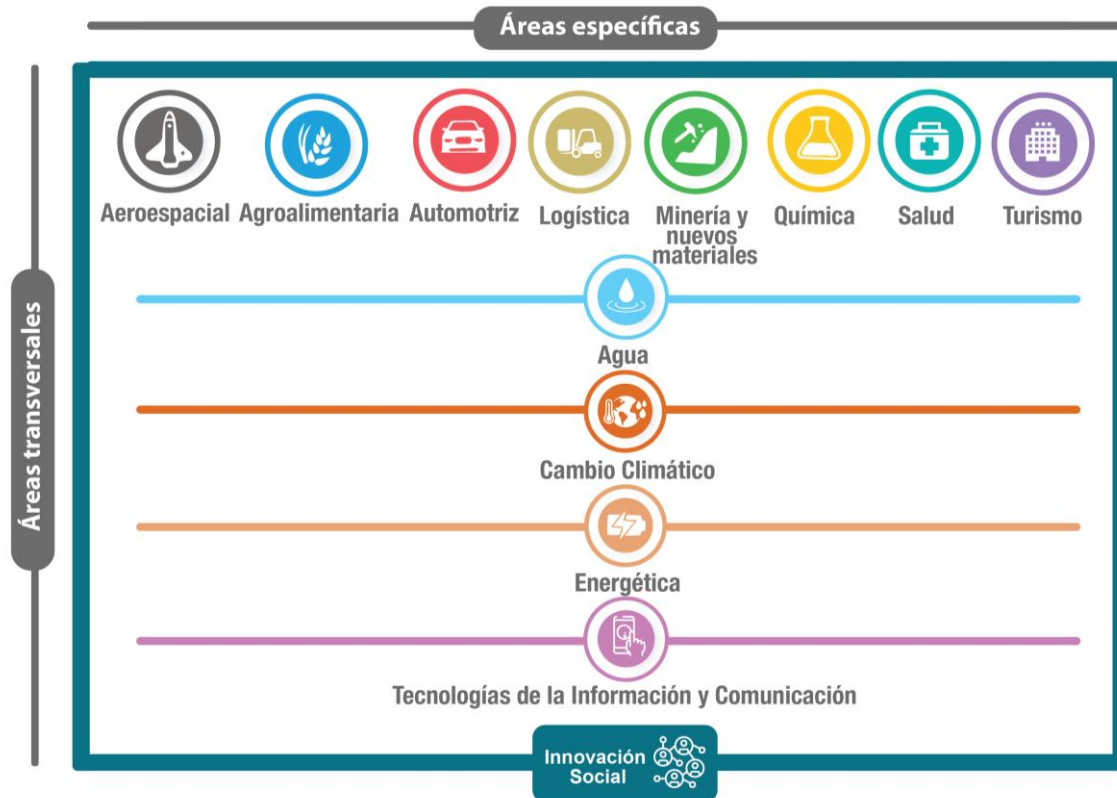 Áreas específicas
Áreas transversales
Aeroespacial
Agroalimentaria
Automotriz
Logística
Minería y
nuevos
materiales
Química
Salud
Turismo
Agua
Cambio Climático
Energética
Tecnologías de la Información y Comunicación
Innovación
Social